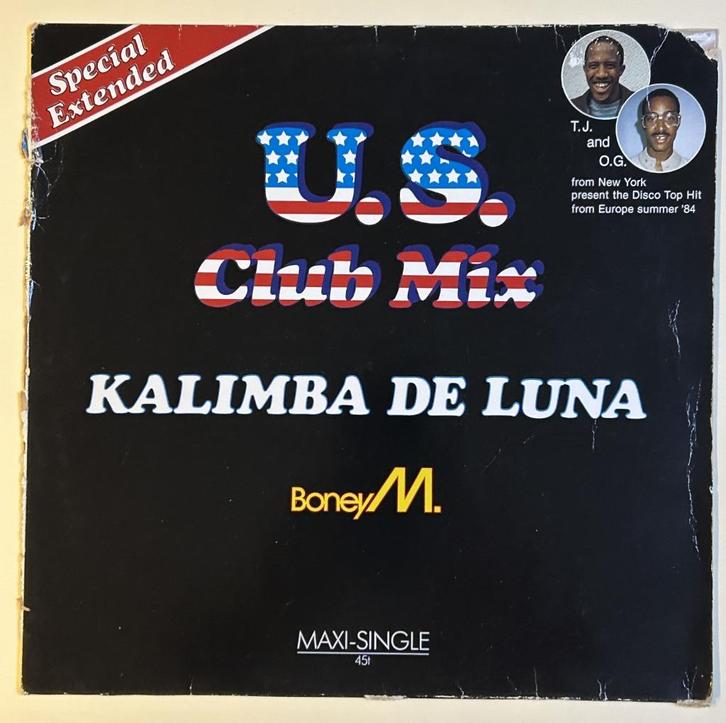 Special
Extended
T.J.
and
O.G.
from New York
present the Disco Top Hit
from Europe summer '84
U.S.
Club Mix
KALIMBA DE LUNA
Boney M.
MAXI-SINGLE
45t